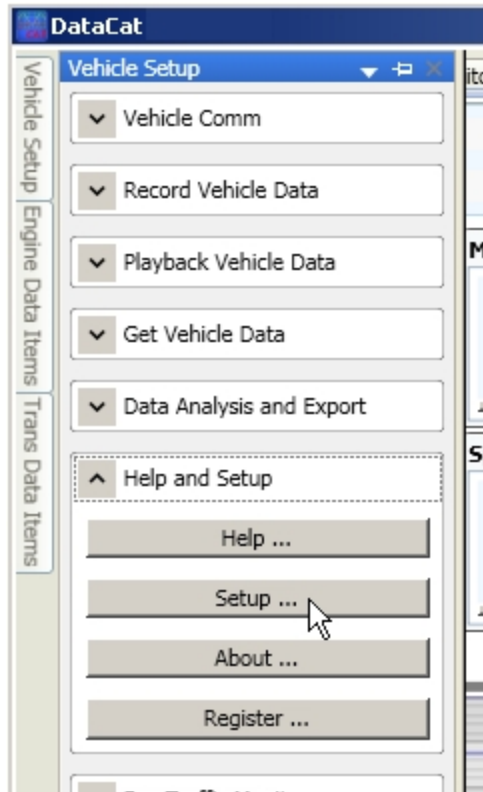 DataCat
Vehicle Setup
Vehicle Setup
Engine Data Items
Trans Data Items
Vehicle Comm
Record Vehicle Data
Playback Vehicle Data
Get Vehicle Data
Data Analysis and Export
Help and Setup
Help ...
Setup ...
About ...
Register ...